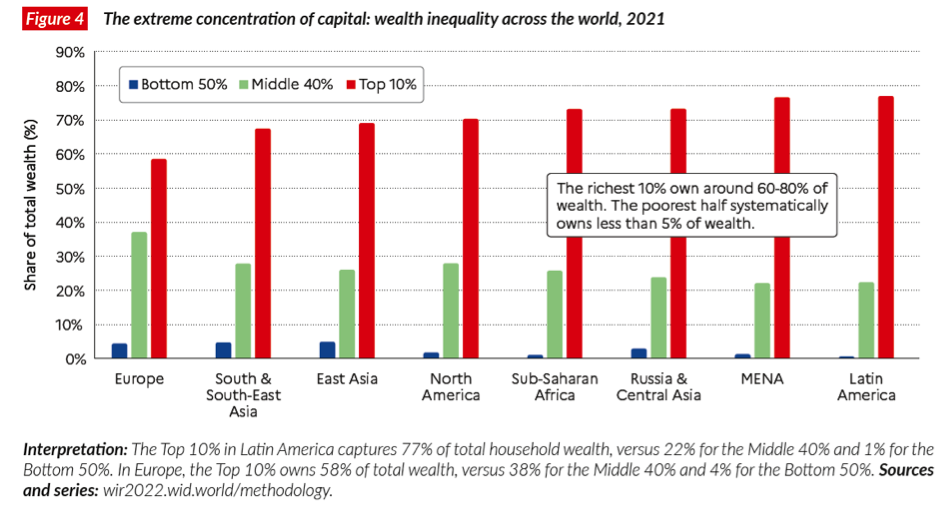 Figure 4 The extreme concentration of capital: wealth inequality across the world, 2021
90%
80%
70%
60%
50%
40%
30%
20%
10%
0%
Share of total wealth (%)
Bottom 50% Middle 40% Top 10%
The richest 10% own around 60-80% of
wealth. The poorest half systematically
owns less than 5% of wealth.
Europe
South &
South-East
Asia
East Asia
North
America
Sub-Saharan
Africa
Russia &
Central Asia
MENA
Latin
America
Interpretation: The Top 10% in Latin America captures 77% of total household wealth, versus 22% for the Middle 40% and 1% for the
Bottom 50%. In Europe, the Top 10% owns 58% of total wealth, versus 38% for the Middle 40% and 4% for the Bottom 50%. Sources
and series: wir2022.wid.world/methodology.